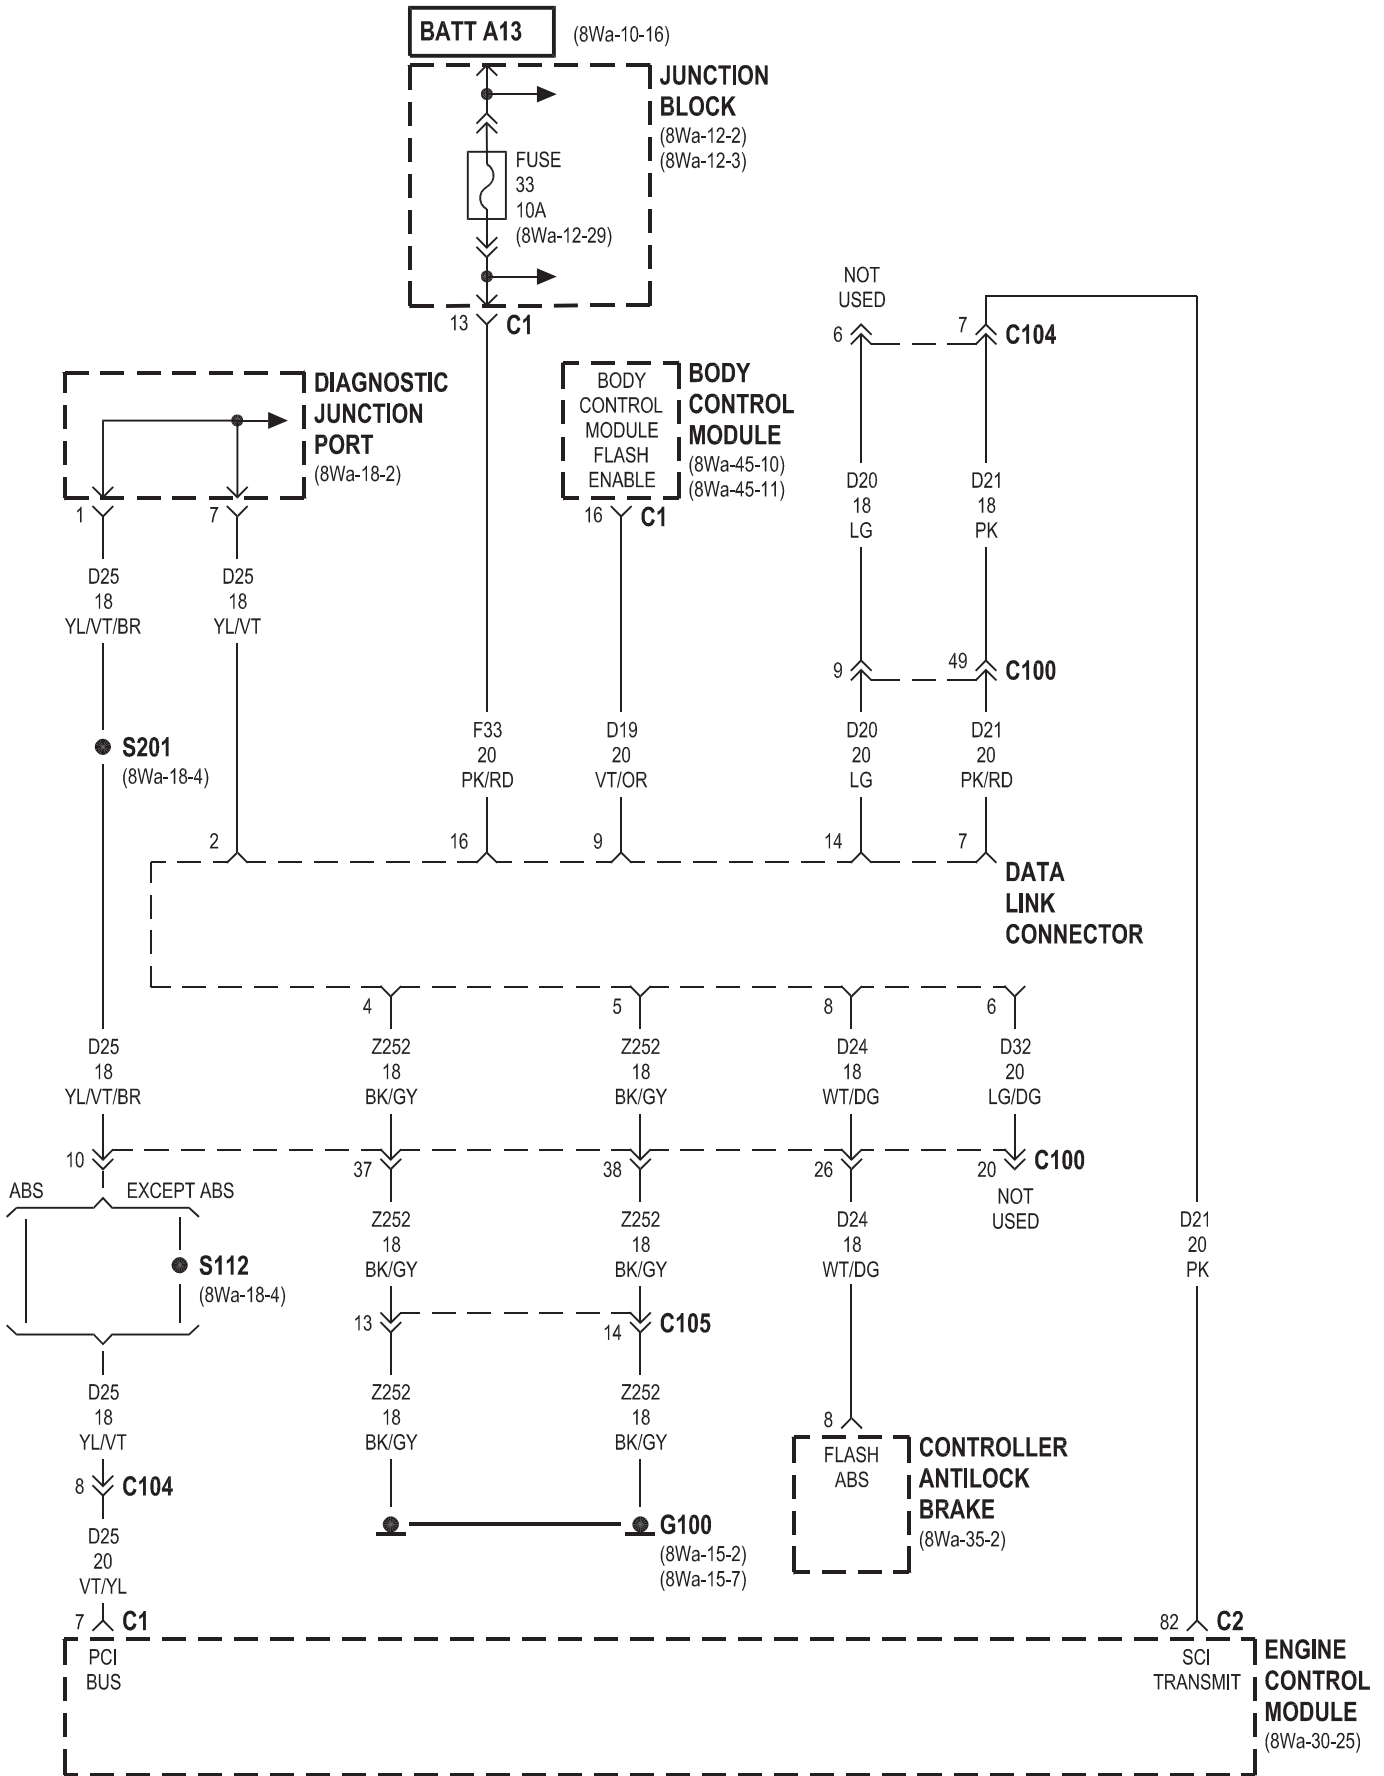 BATT A13
(8Wa-10-16)
JUNCTION
BLOCK
(8Wa-12-2)
(8Wa-12-3)
FUSE
33
10A
(8Wa-12-29)
13
C1
NOT
USED
6
7
C104
DIAGNOSTIC
JUNCTION
PORT
(8Wa-18-2)
BODY
CONTROL
MODULE
FLASH
ENABLE
BODY
CONTROL
MODULE
(8Wa-45-10)
(8Wa-45-11)
D20
18
LG
D21
18
PK
1
7
16
C1
D25
18
YL/VT/BR
D25
18
YL/VT
9
49
C100
S201
(8Wa-18-4)
F33
20
PK/RD
D19
20
VT/OR
D20
20
LG
D21
20
PK/RD
2
16
9
14
7
DATA
LINK
CONNECTOR
4
5
8
6
D25
18
YL/VT/BR
Z252
18
BK/GY
Z252
18
BK/GY
D24
18
WT/DG
D32
20
LG/DG
10
37
38
26
20
C100
NOT
USED
ABS
EXCEPT ABS
S112
(8Wa-18-4)
Z252
18
BK/GY
Z252
18
BK/GY
D24
18
WT/DG
D21
20
PK
13
14
C105
D25
18
YL/VT
Z252
18
BK/GY
Z252
18
BK/GY
8
FLASH
ABS
CONTROLLER
ANTILOCK
BRAKE
(8Wa-35-2)
8
C104
G100
(8Wa-15-2)
(8Wa-15-7)
D25
20
VT/YL
7
C1
82
C2
PCI
BUS
SCI
TRANSMIT
ENGINE
CONTROL
MODULE
(8Wa-30-25)